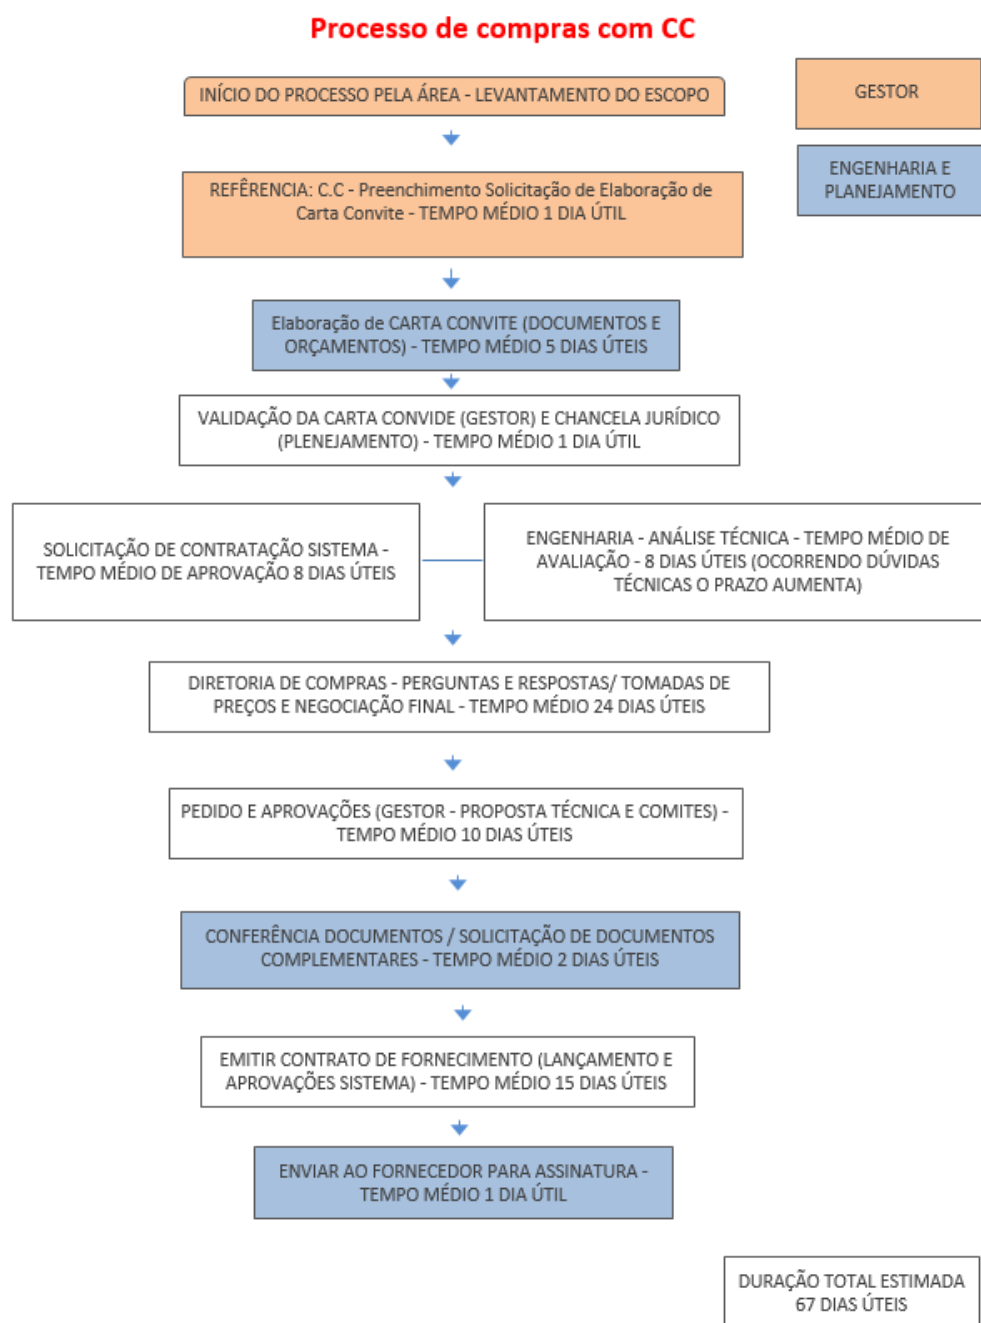 Processo de compras com CC
INÍCIO DO PROCESSO PELA ÁREA - LEVANTAMENTO DO ESCOPO
GESTOR
ENGENHARIA E
PLANEJAMENTO
REFÊRENCIA: C.C - Preenchimento Solicitação de Elaboração de
Carta Convite - TEMPO MÉDIO 1 DIA ÚTIL
Elaboração de CARTA CONVITE (DOCUMENTOS E
ORÇAMENTOS) - TEMPO MÉDIO 5 DIAS ÚTEIS
VALIDAÇÃO DA CARTA CONVIDE (GESTOR) E CHANCELA JURÍDICO
(PLENEJAMENTO) - TEMPO MÉDIO 1 DIA ÚTIL
SOLICITAÇÃO DE CONTRATAÇÃO SISTEMA -
TEMPO MÉDIO DE APROVAÇÃO 8 DIAS ÚTEIS
ENGENHARIA - ANÁLISE TÉCNICA - TEMPO MÉDIO DE
AVALIAÇÃO - 8 DIAS ÚTEIS (OCORRENDO DÚVIDAS
TÉCNICAS O PRAZO AUMENTA)
DIRETORIA DE COMPRAS - PERGUNTAS E RESPOSTAS/ TOMADAS DE
PREÇOS E NEGOCIAÇÃO FINAL - TEMPO MÉDIO 24 DIAS ÚTEIS
PEDIDO E APROVAÇÕES (GESTOR - PROPOSTA TÉCNICA E COMITES) -
TEMPO MÉDIO 10 DIAS ÚTEIS
CONFERÊNCIA DOCUMENTOS / SOLICITAÇÃO DE DOCUMENTOS
COMPLEMENTARES - TEMPO MÉDIO 2 DIAS ÚTEIS
EMITIR CONTRATO DE FORNECIMENTO (LANÇAMENTO E
APROVAÇÕES SISTEMA) - TEMPO MÉDIO 15 DIAS ÚTEIS
ENVIAR AO FORNECEDOR PARA ASSINATURA -
TEMPO MÉDIO 1 DIA ÚTIL
DURAÇÃO TOTAL ESTIMADA
67 DIAS ÚTEIS